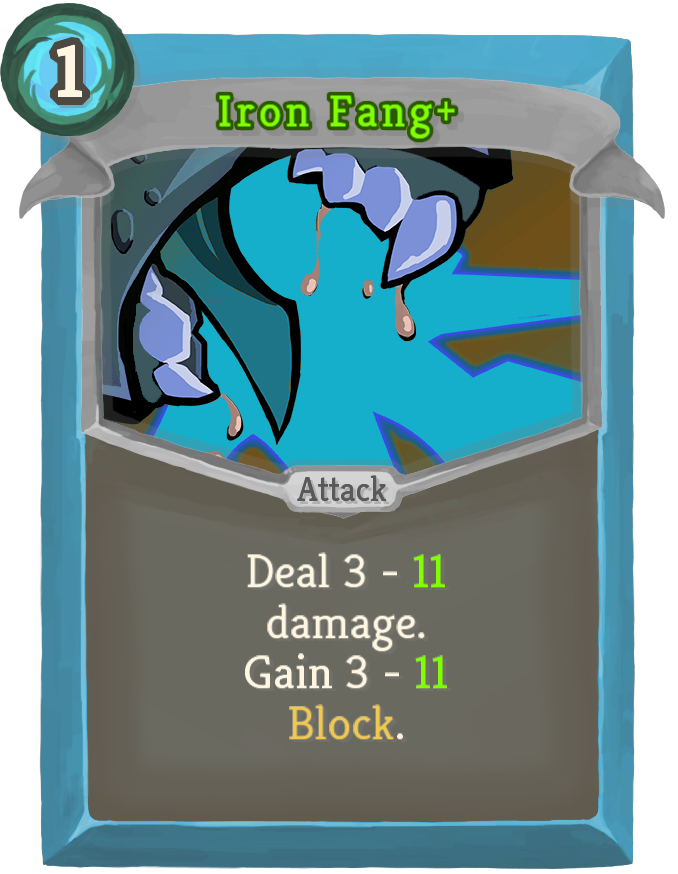 1
Iron Fang+
Attack
Deal 3 - 11
damage.
Gain 3 - 11
Block.